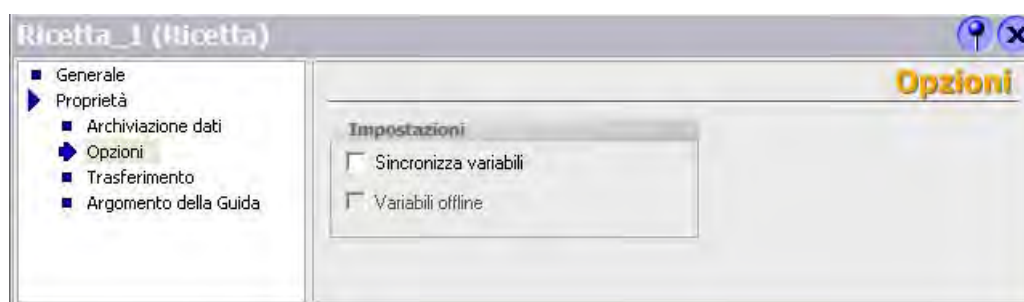 Ricetta_1 (Ricetta)
Generale
Proprietà
Archiviazione dati
Opzioni
Trasferimento
Argomento della Guida
Opzioni
Impostazioni
Sincronizza variabili
Variabili offline